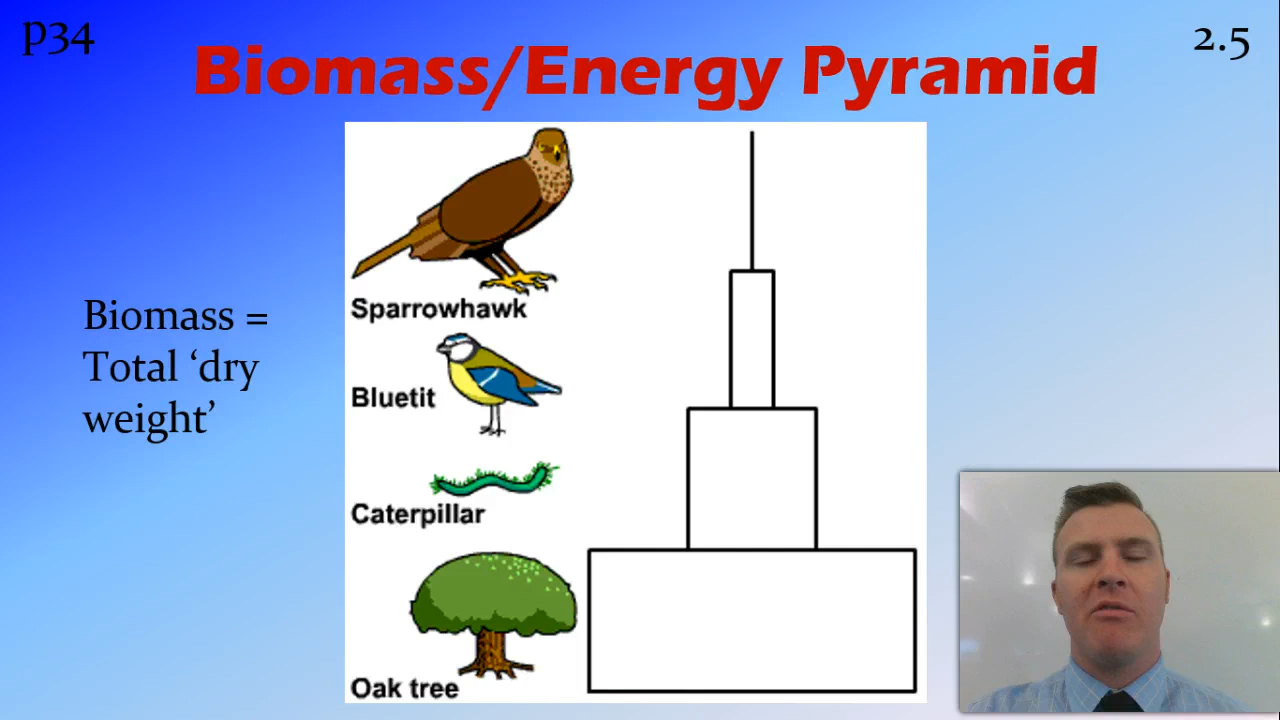 p34
2.5
Biomass/Energy Pyramid
Biomass =
Total ‘dry
weight’
Sparrowhawk
Bluetit
Caterpillar
Oak tree